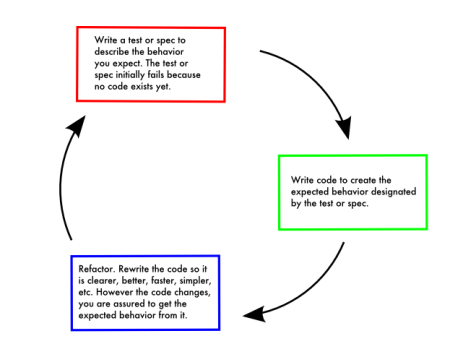 Write a test or spec to
describe the behavior
you expect. The test or
spec initially fails because
no code exists yet.
Write code to create the
expected behavior designated
by the test or spec.
Refactor. Rewrite the code so it
is clearer, better, faster, simpler,
etc. However the code changes,
you are assured to get the
expected behavior from it.